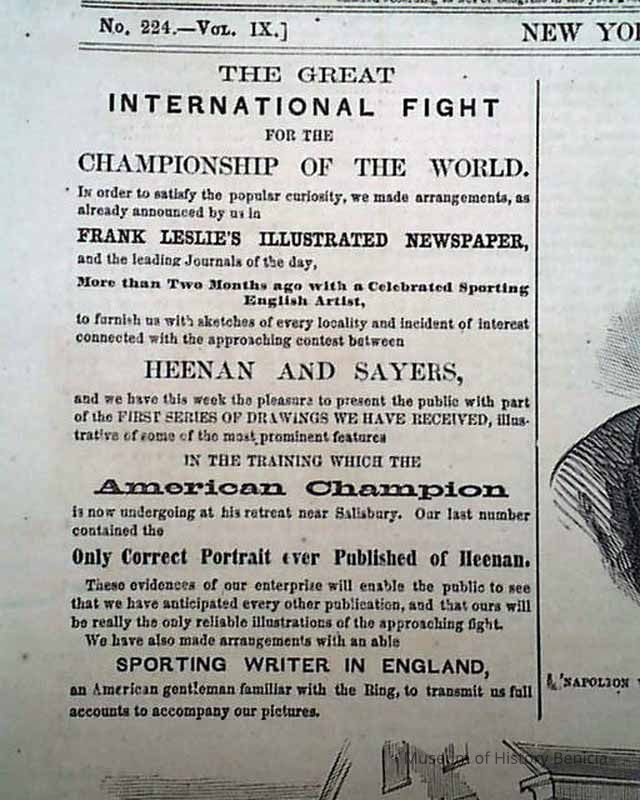 No. 224.—Vol. IX.]
NEW YO
THE GREAT
INTERNATIONAL FIGHT
FOR THE
CHAMPIONSHIP OF THE WORLD.
In order to satisfy the popular curiosity, we made arrangements, as
already announced by us in
FRANK LESLIE'S ILLUSTRATED NEWSPAPER,
and the leading Journals of the day,
More than Two Months ago with a Celebrated Sporting
English Artist,
to furnish us with sketches of every locality and incident of interest
connected with the approaching contest between
HEENAN AND SAYERS,
and we have this week the pleasure to present the public with part
of the FIRST SERIES OF DRAWINGS WE HAVE RECEIVED, illus-
trative of some of the most prominent features
IN THE TRAINING WHICH THE
American Champion
is now undergoing at his retreat near Salisbury. Our last number
contained the
Only Correct Portrait ever Published of Heenan.
These evidences of our enterprise will enable the public to see
that we have anticipated every other publication, and that ours will
be really the only reliable illustrations of the approaching fight.
We have also made arrangements with an able
SPORTING WRITER IN ENGLAND,
an American gentleman familiar with the Ring, to transmit us full
accounts to accompany our pictures.
NAPOLEON
Museum of History Benicia